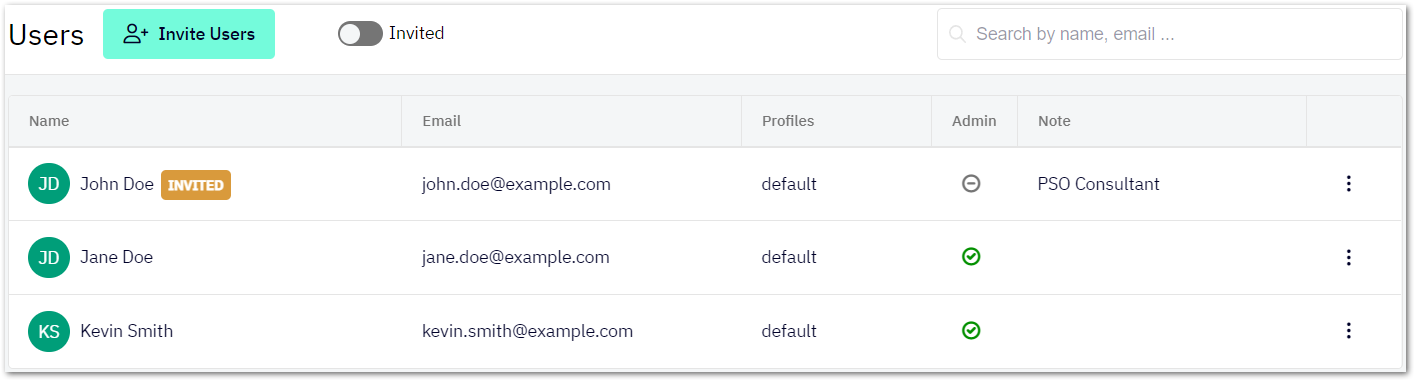 Users Invite Users Invited Search by name, email ...
Name Email Profiles Admin Note
JD John Doe INVITED john.doe@example.com default PSO Consultant
JD Jane Doe jane.doe@example.com default
KS Kevin Smith kevin.smith@example.com default